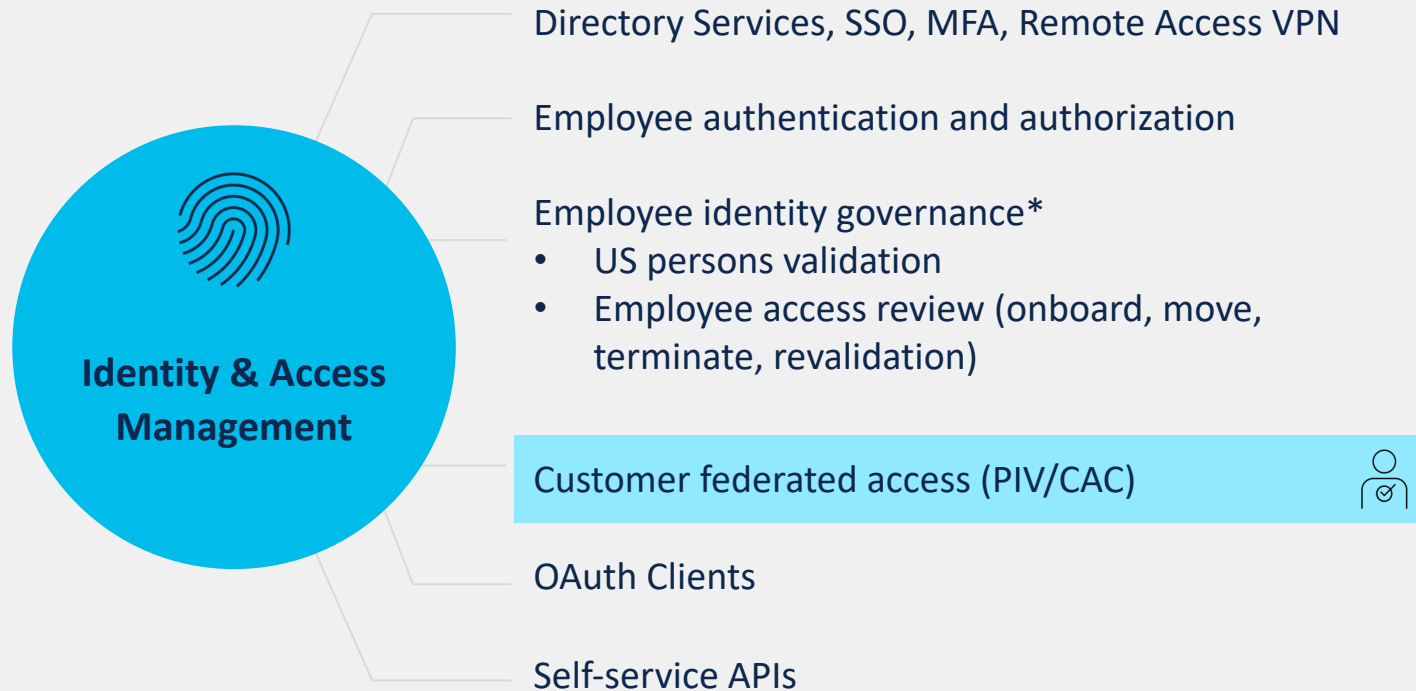 Directory Services, SSO, MFA, Remote Access VPN
Employee authentication and authorization
Employee identity governance*
• US persons validation
• Employee access review (onboard, move,
terminate, revalidation)
Identity & Access
Management
Customer federated access (PIV/CAC)
OAuth Clients
Self-service APIs